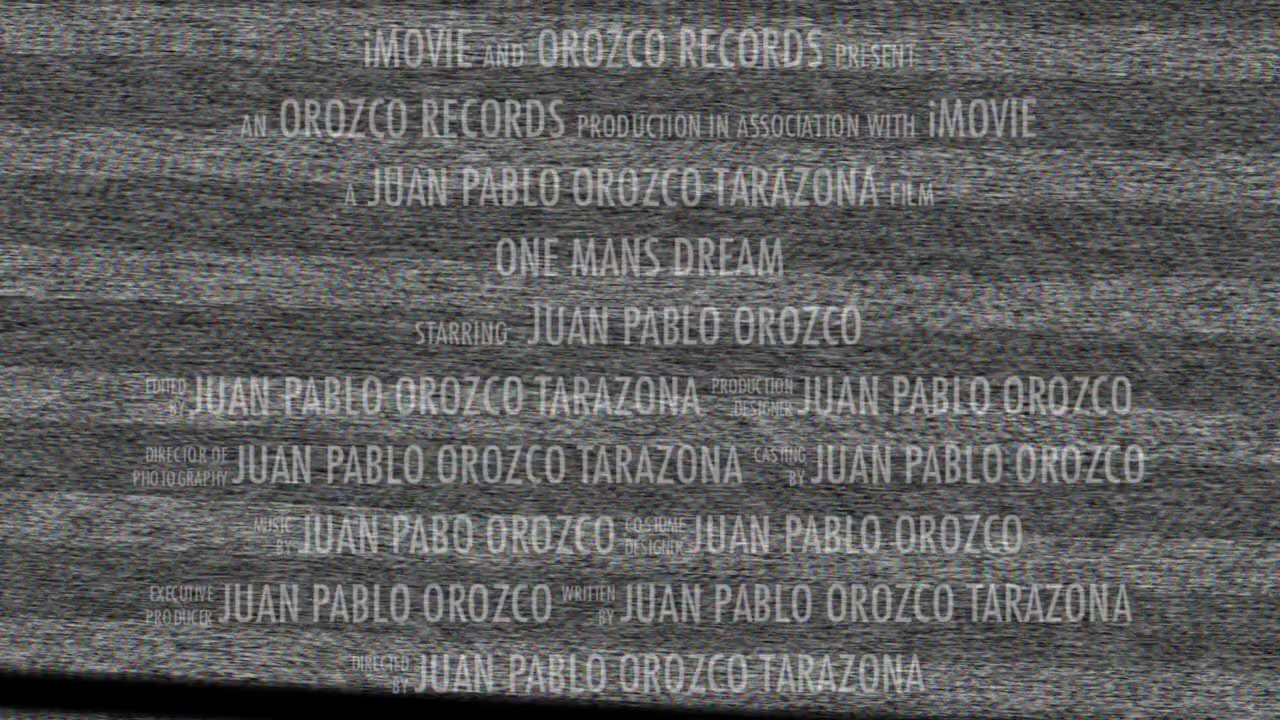 iMOVIE AND OROZCO RECORDS PRESENT
AN OROZCO RECORDS PRODUCTION IN ASSOCIATION WITH iMOVIE
A JUAN PABLO OROZCO TARAZONA FILM
ONE MANS DREAM
STARRING JUAN PABLO OROZCO
EDITED BY JUAN PABLO OROZCO TARAZONA PRODUCTION DESIGNER JUAN PABLO OROZCO
DIRECTOR OF PHOTOGRAPHY JUAN PABLO OROZCO TARAZONA CASTING BY JUAN PABLO OROZCO
MUSIC BY JUAN PABO OROZCO COSTUME DESIGNER JUAN PABLO OROZCO
EXECUTIVE PRODUCER JUAN PABLO OROZCO WRITTEN BY JUAN PABLO OROZCO TARAZONA
DIRECTED BY JUAN PABLO OROZCO TARAZONA